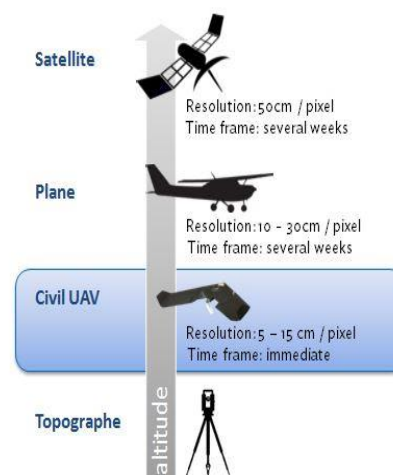 Satellite
Resolution: 50cm / pixel
Time frame: several weeks
Plane
Resolution: 10 - 30cm / pixel
Time frame: several weeks
Civil UAV
Resolution: 5 – 15 cm / pixel
Time frame: immediate
Topographe
altitude